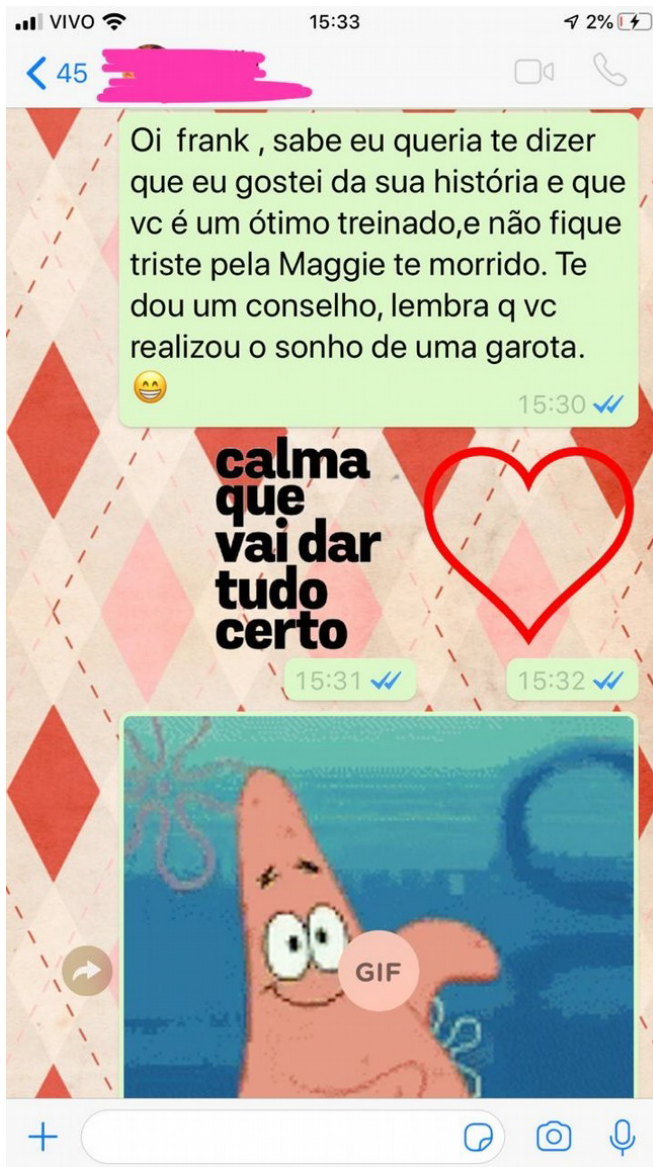 VIVO 15:33 2%
45
Oi frank , sabe eu queria te dizer
que eu gostei da sua história e que
vc é um ótimo treinado,e não fique
triste pela Maggie te morrido. Te
dou um conselho, lembra q vc
realizou o sonho de uma garota.
15:30
calma
que
vai dar
tudo
certo
15:31
15:32
GIF